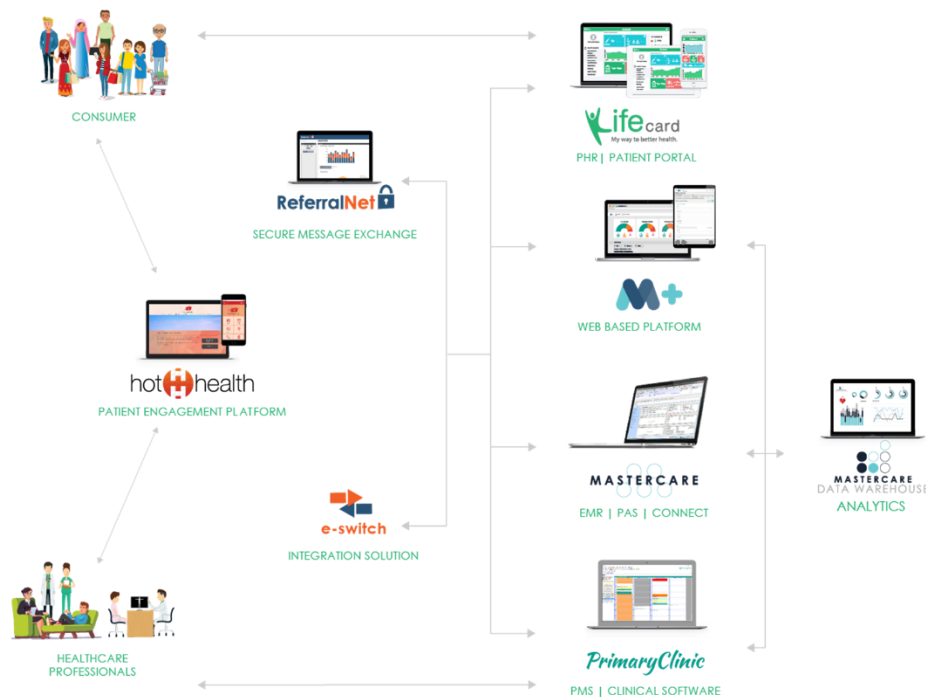 CONSUMER
Lifecard
My way to better health.
PHR | PATIENT PORTAL
ReferralNet
SECURE MESSAGE EXCHANGE
M+
WEB BASED PLATFORM
hot H health
PATIENT ENGAGEMENT PLATFORM
MASTERCARE
EMR | PAS | CONNECT
MASTERCARE
DATA WAREHOUSE
ANALYTICS
e-switch
INTEGRATION SOLUTION
HEALTHCARE
PROFESSIONALS
PrimaryClinic
PMS | CLINICAL SOFTWARE